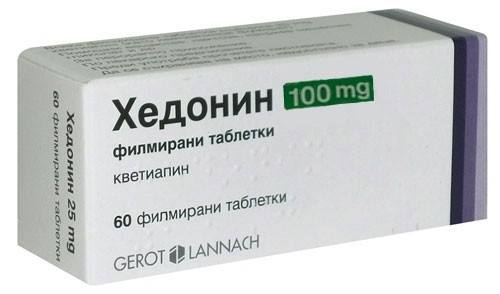 Хедонин 100 mg
филмирани таблетки
кветиапин
60 филмирани таблетки
GEROT LANNACH
Хедонин 25 mg
60 филмирани таблетки